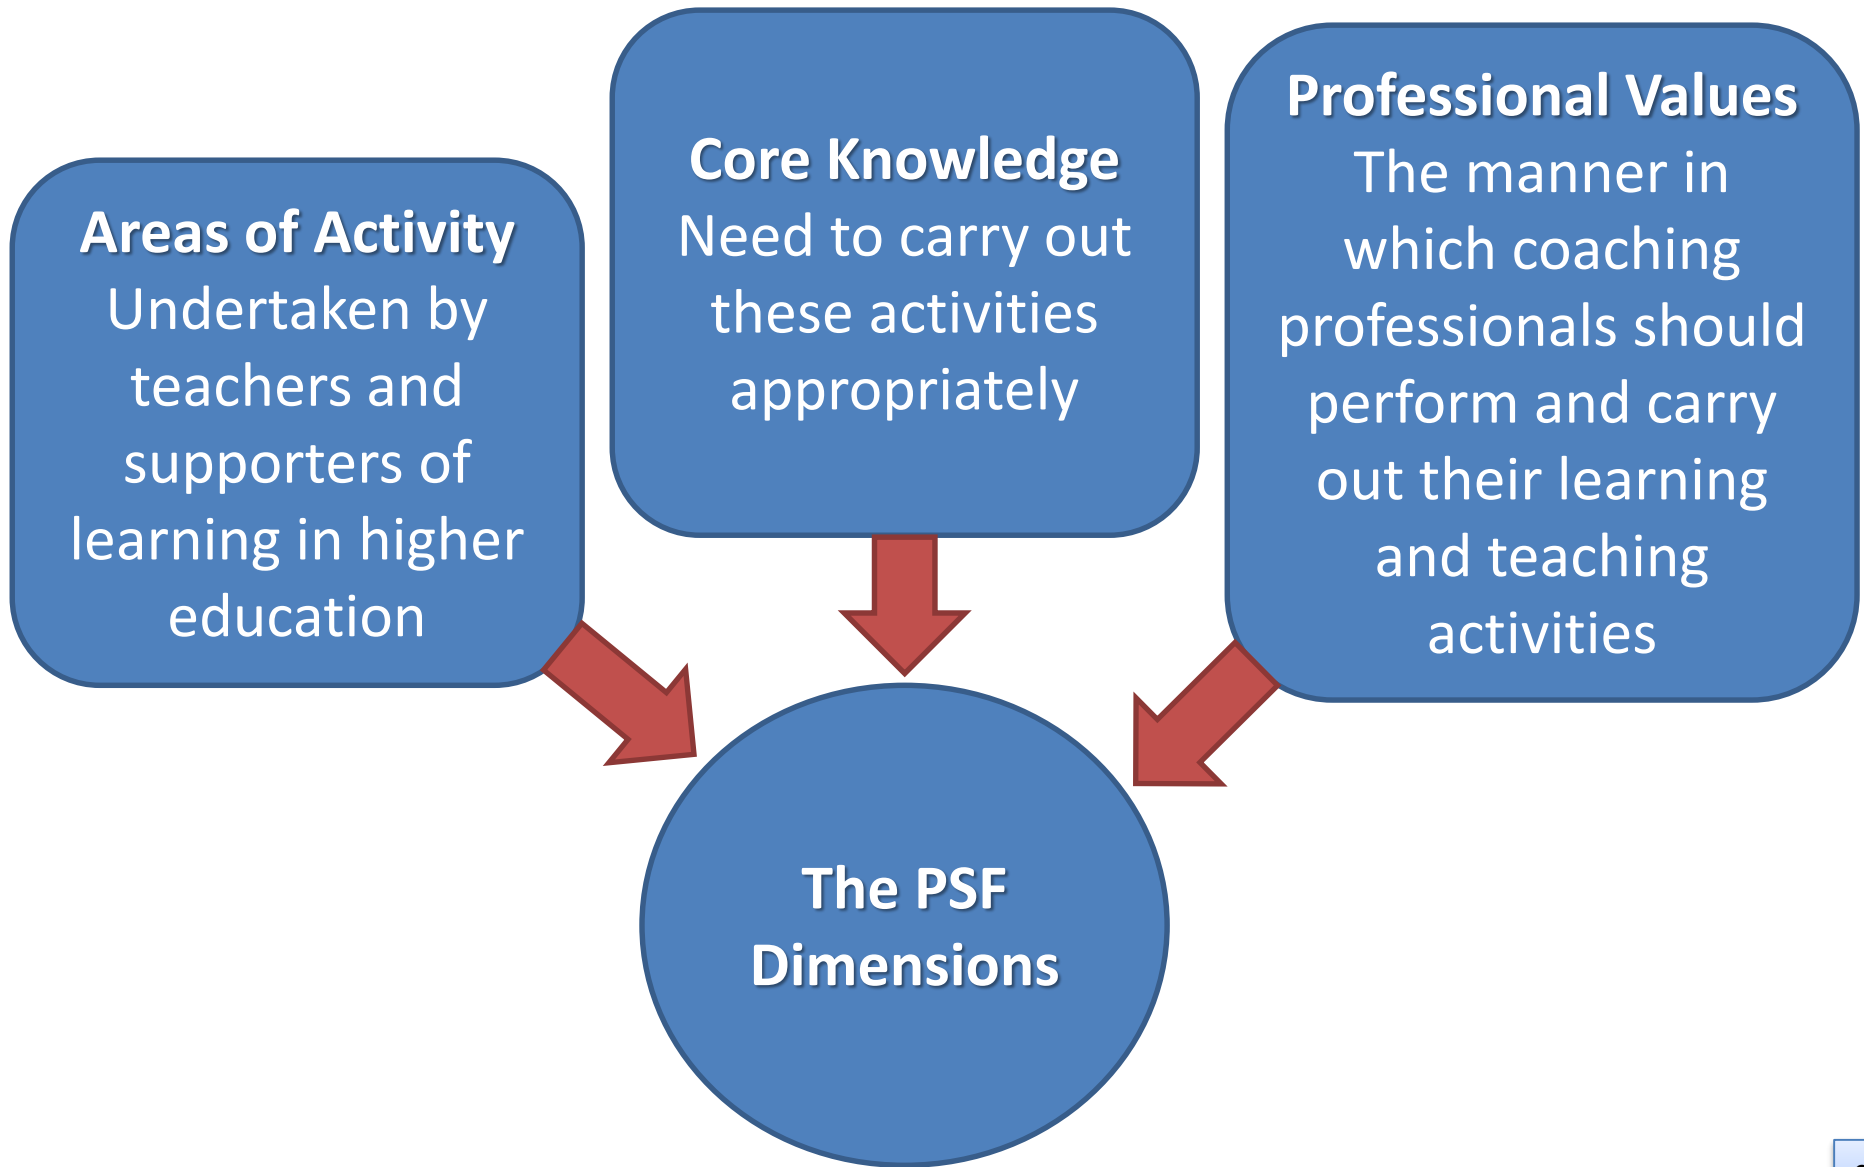 Areas of Activity
Undertaken by
teachers and
supporters of
learning in higher
education
Core Knowledge
Need to carry out
these activities
appropriately
Professional Values
The manner in
which coaching
professionals should
perform and carry
out their learning
and teaching
activities
The PSF
Dimensions